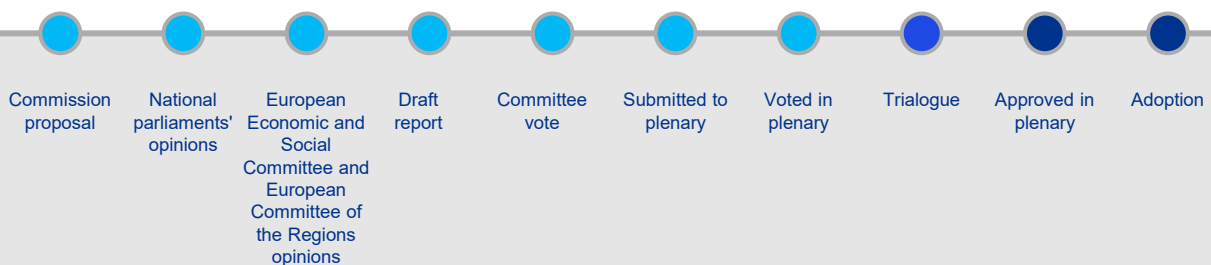 Commission
proposal
National
parliaments'
opinions
European
Economic and
Social
Committee and
European
Committee of
the Regions
opinions
Draft
report
Committee
vote
Submitted to
plenary
Voted in
plenary
Trialogue
Approved in
plenary
Adoption